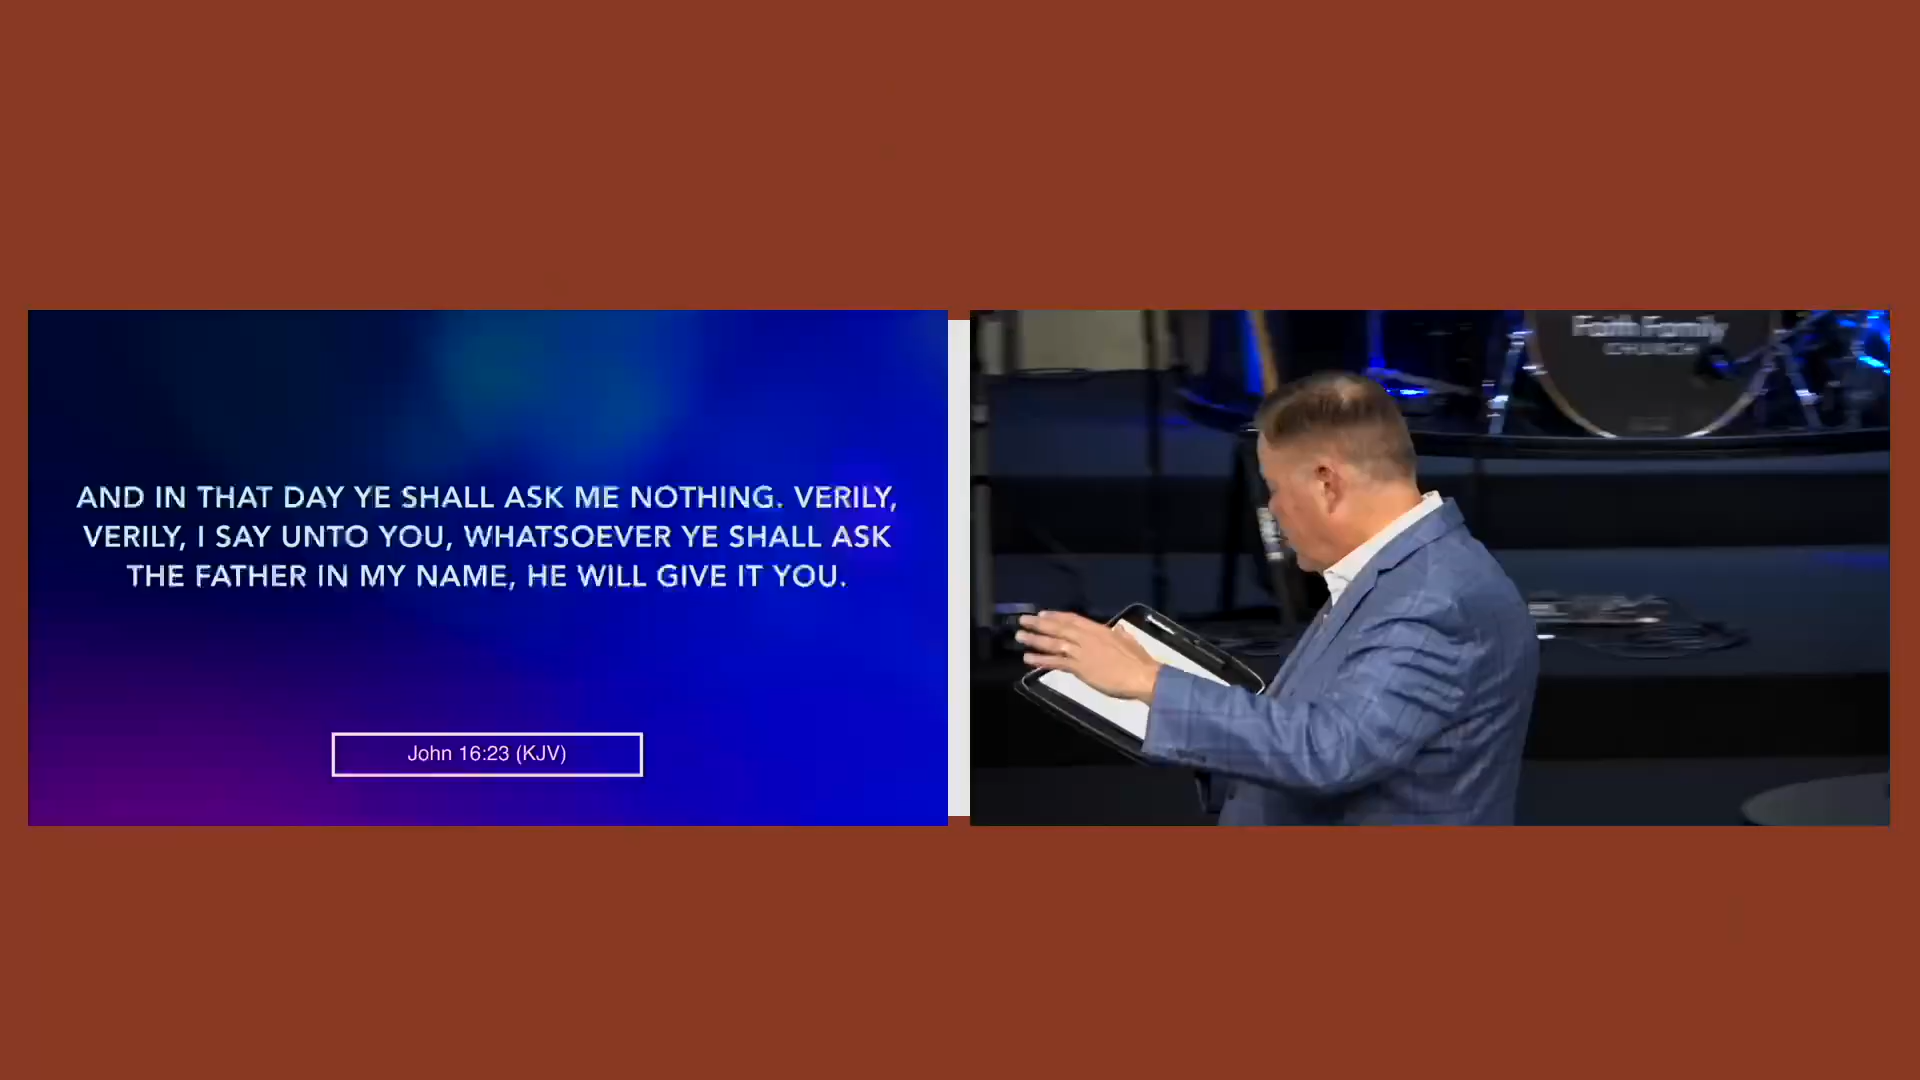 AND IN THAT DAY YE SHALL ASK ME NOTHING. VERILY,
VERILY, I SAY UNTO YOU, WHATSOEVER YE SHALL ASK
THE FATHER IN MY NAME, HE WILL GIVE IT YOU.
John 16:23 (KJV)
Faith Family
CHURCH